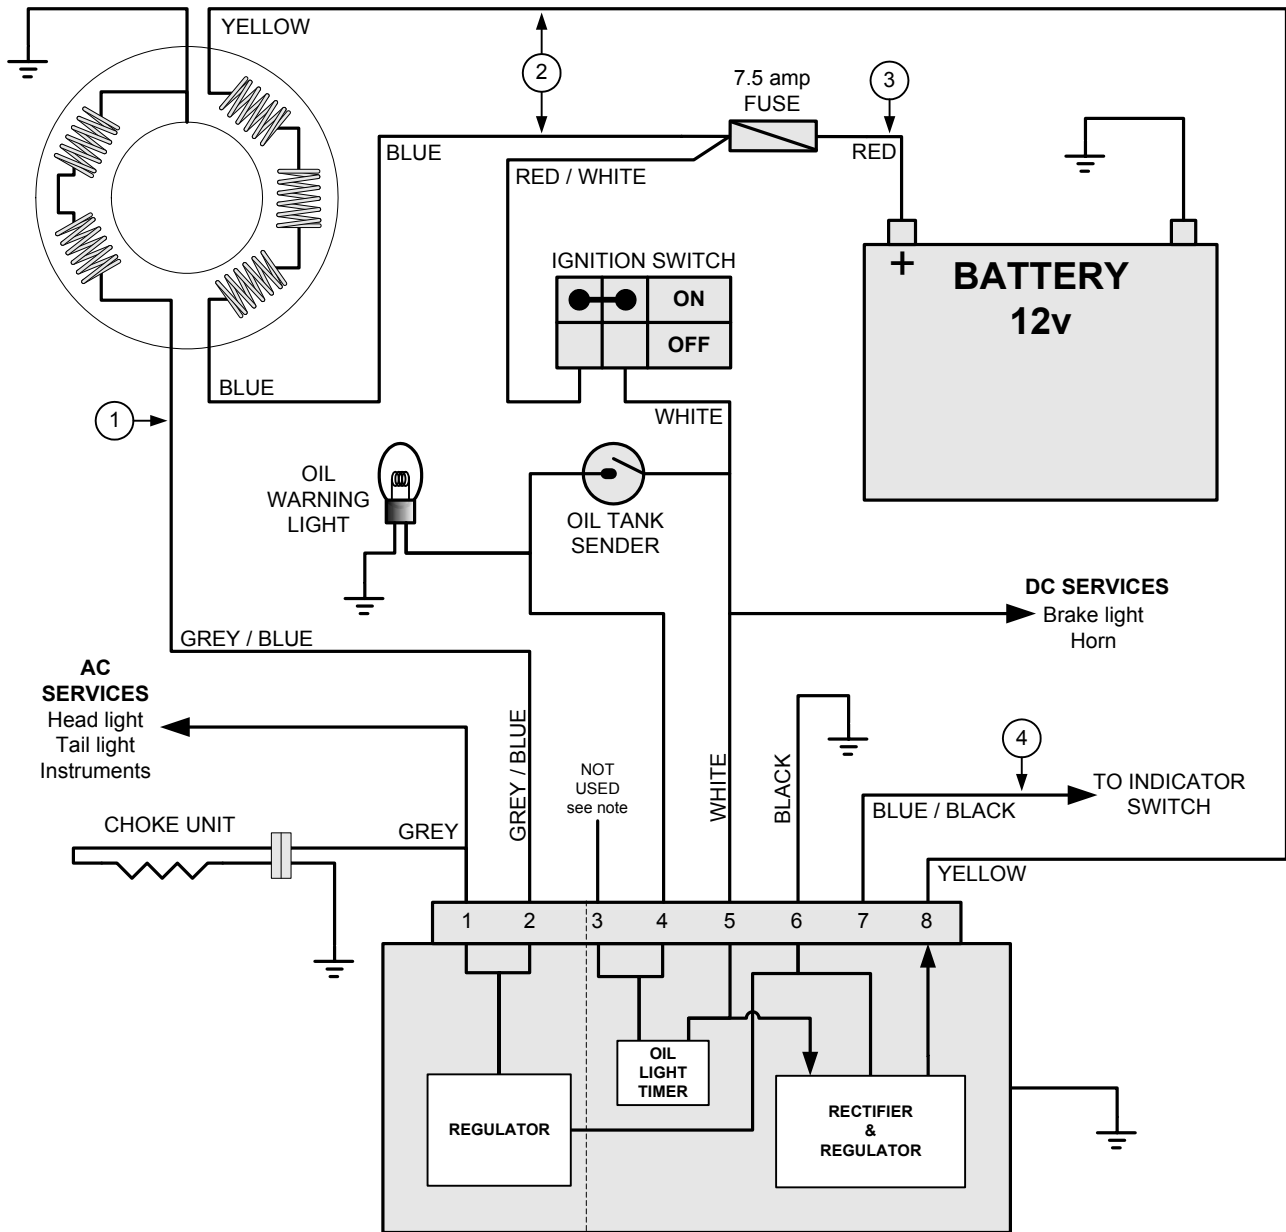 YELLOW
2
7.5 amp
FUSE
3
BLUE
RED
RED / WHITE
IGNITION SWITCH
ON
OFF
+
BATTERY
12v
BLUE
1
WHITE
OIL
WARNING
LIGHT
OIL TANK
SENDER
DC SERVICES
Brake light
Horn
GREY / BLUE
AC
SERVICES
Head light
Tail light
Instruments
GREY / BLUE
NOT
USED
see note
WHITE
BLACK
4
TO INDICATOR
SWITCH
BLUE / BLACK
CHOKE UNIT
GREY
YELLOW
1 2 3 4 5 6 7 8
OIL
LIGHT
TIMER
REGULATOR
RECTIFIER
&
REGULATOR